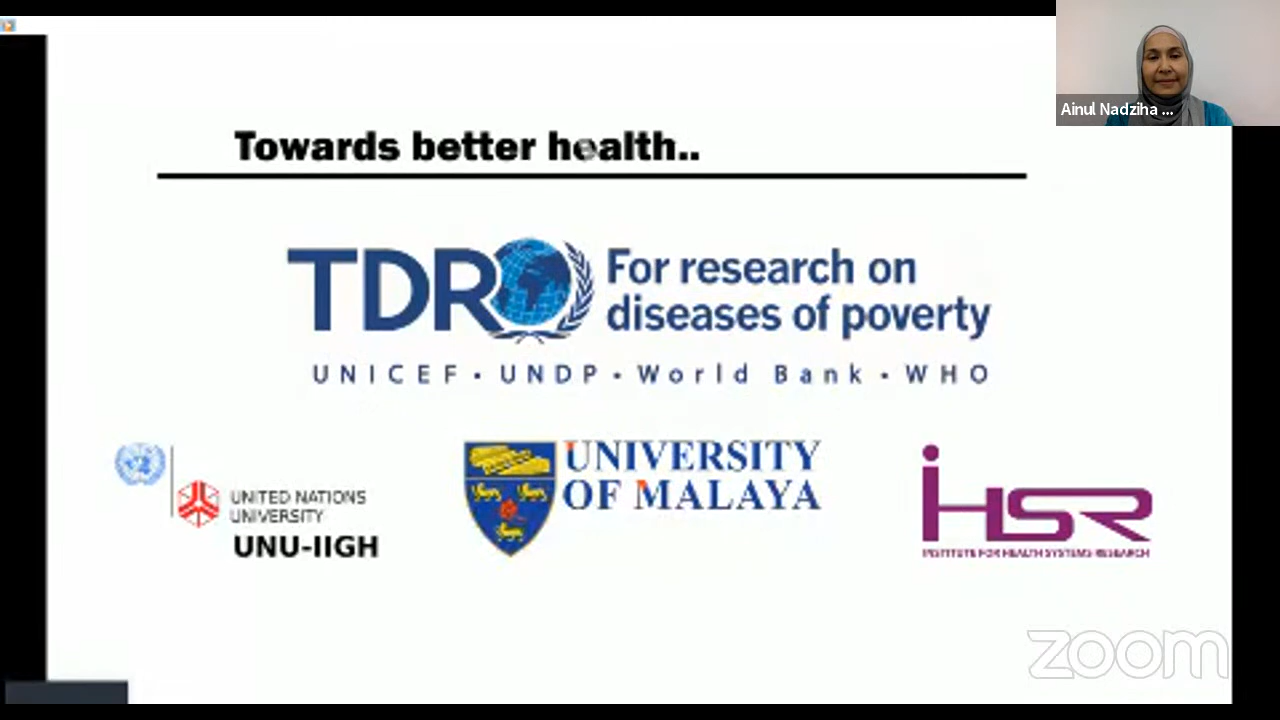 Ainul Nadziha ...
Towards better health..
TDR
For research on
diseases of poverty
UNICEF • UNDP • World Bank • WHO
UNITED NATIONS
UNIVERSITY
UNU-IIGH
UNIVERSITY
OF MALAYA
iHSR
INSTITUTE FOR HEALTH SYSTEMS RESEARCH
zoom